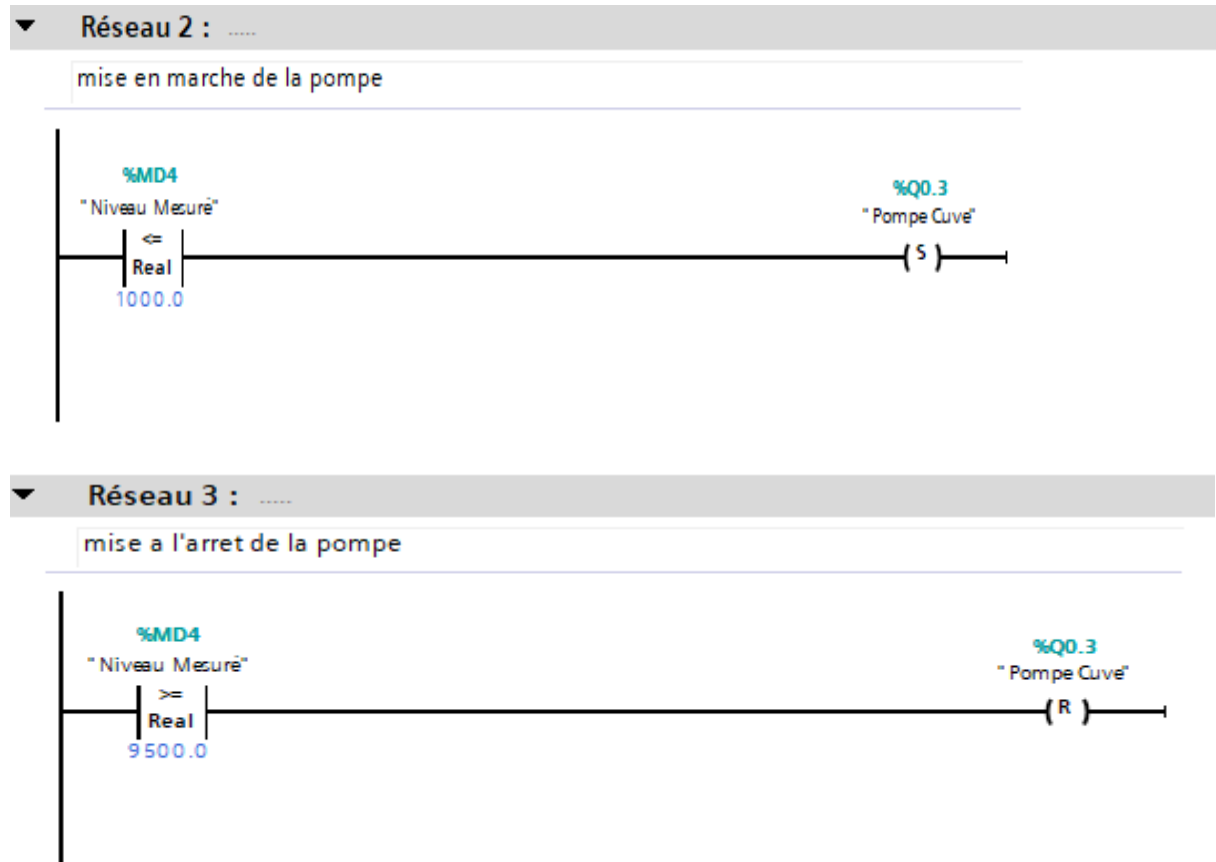 Réseau 2 : .....
mise en marche de la pompe
%MD4
"Niveau Mesuré"
<=
Real
1000.0
%Q0.3
"Pompe Cuve"
( S )
Réseau 3 : .....
mise a l'arret de la pompe
%MD4
"Niveau Mesuré"
>=
Real
9500.0
%Q0.3
"Pompe Cuve"
( R )